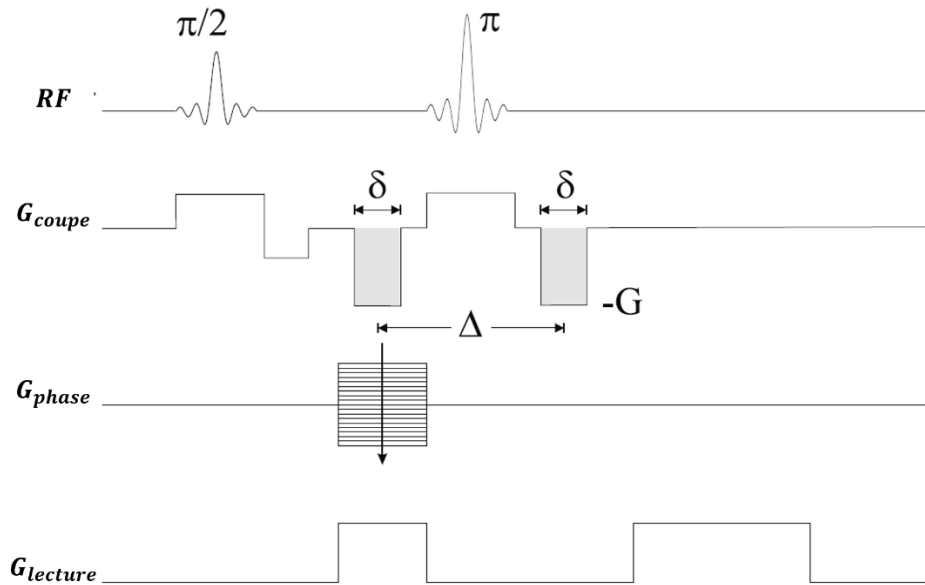 π/2
π
RF
G_coupe
δ
δ
-G
Δ
G_phase
G_lecture